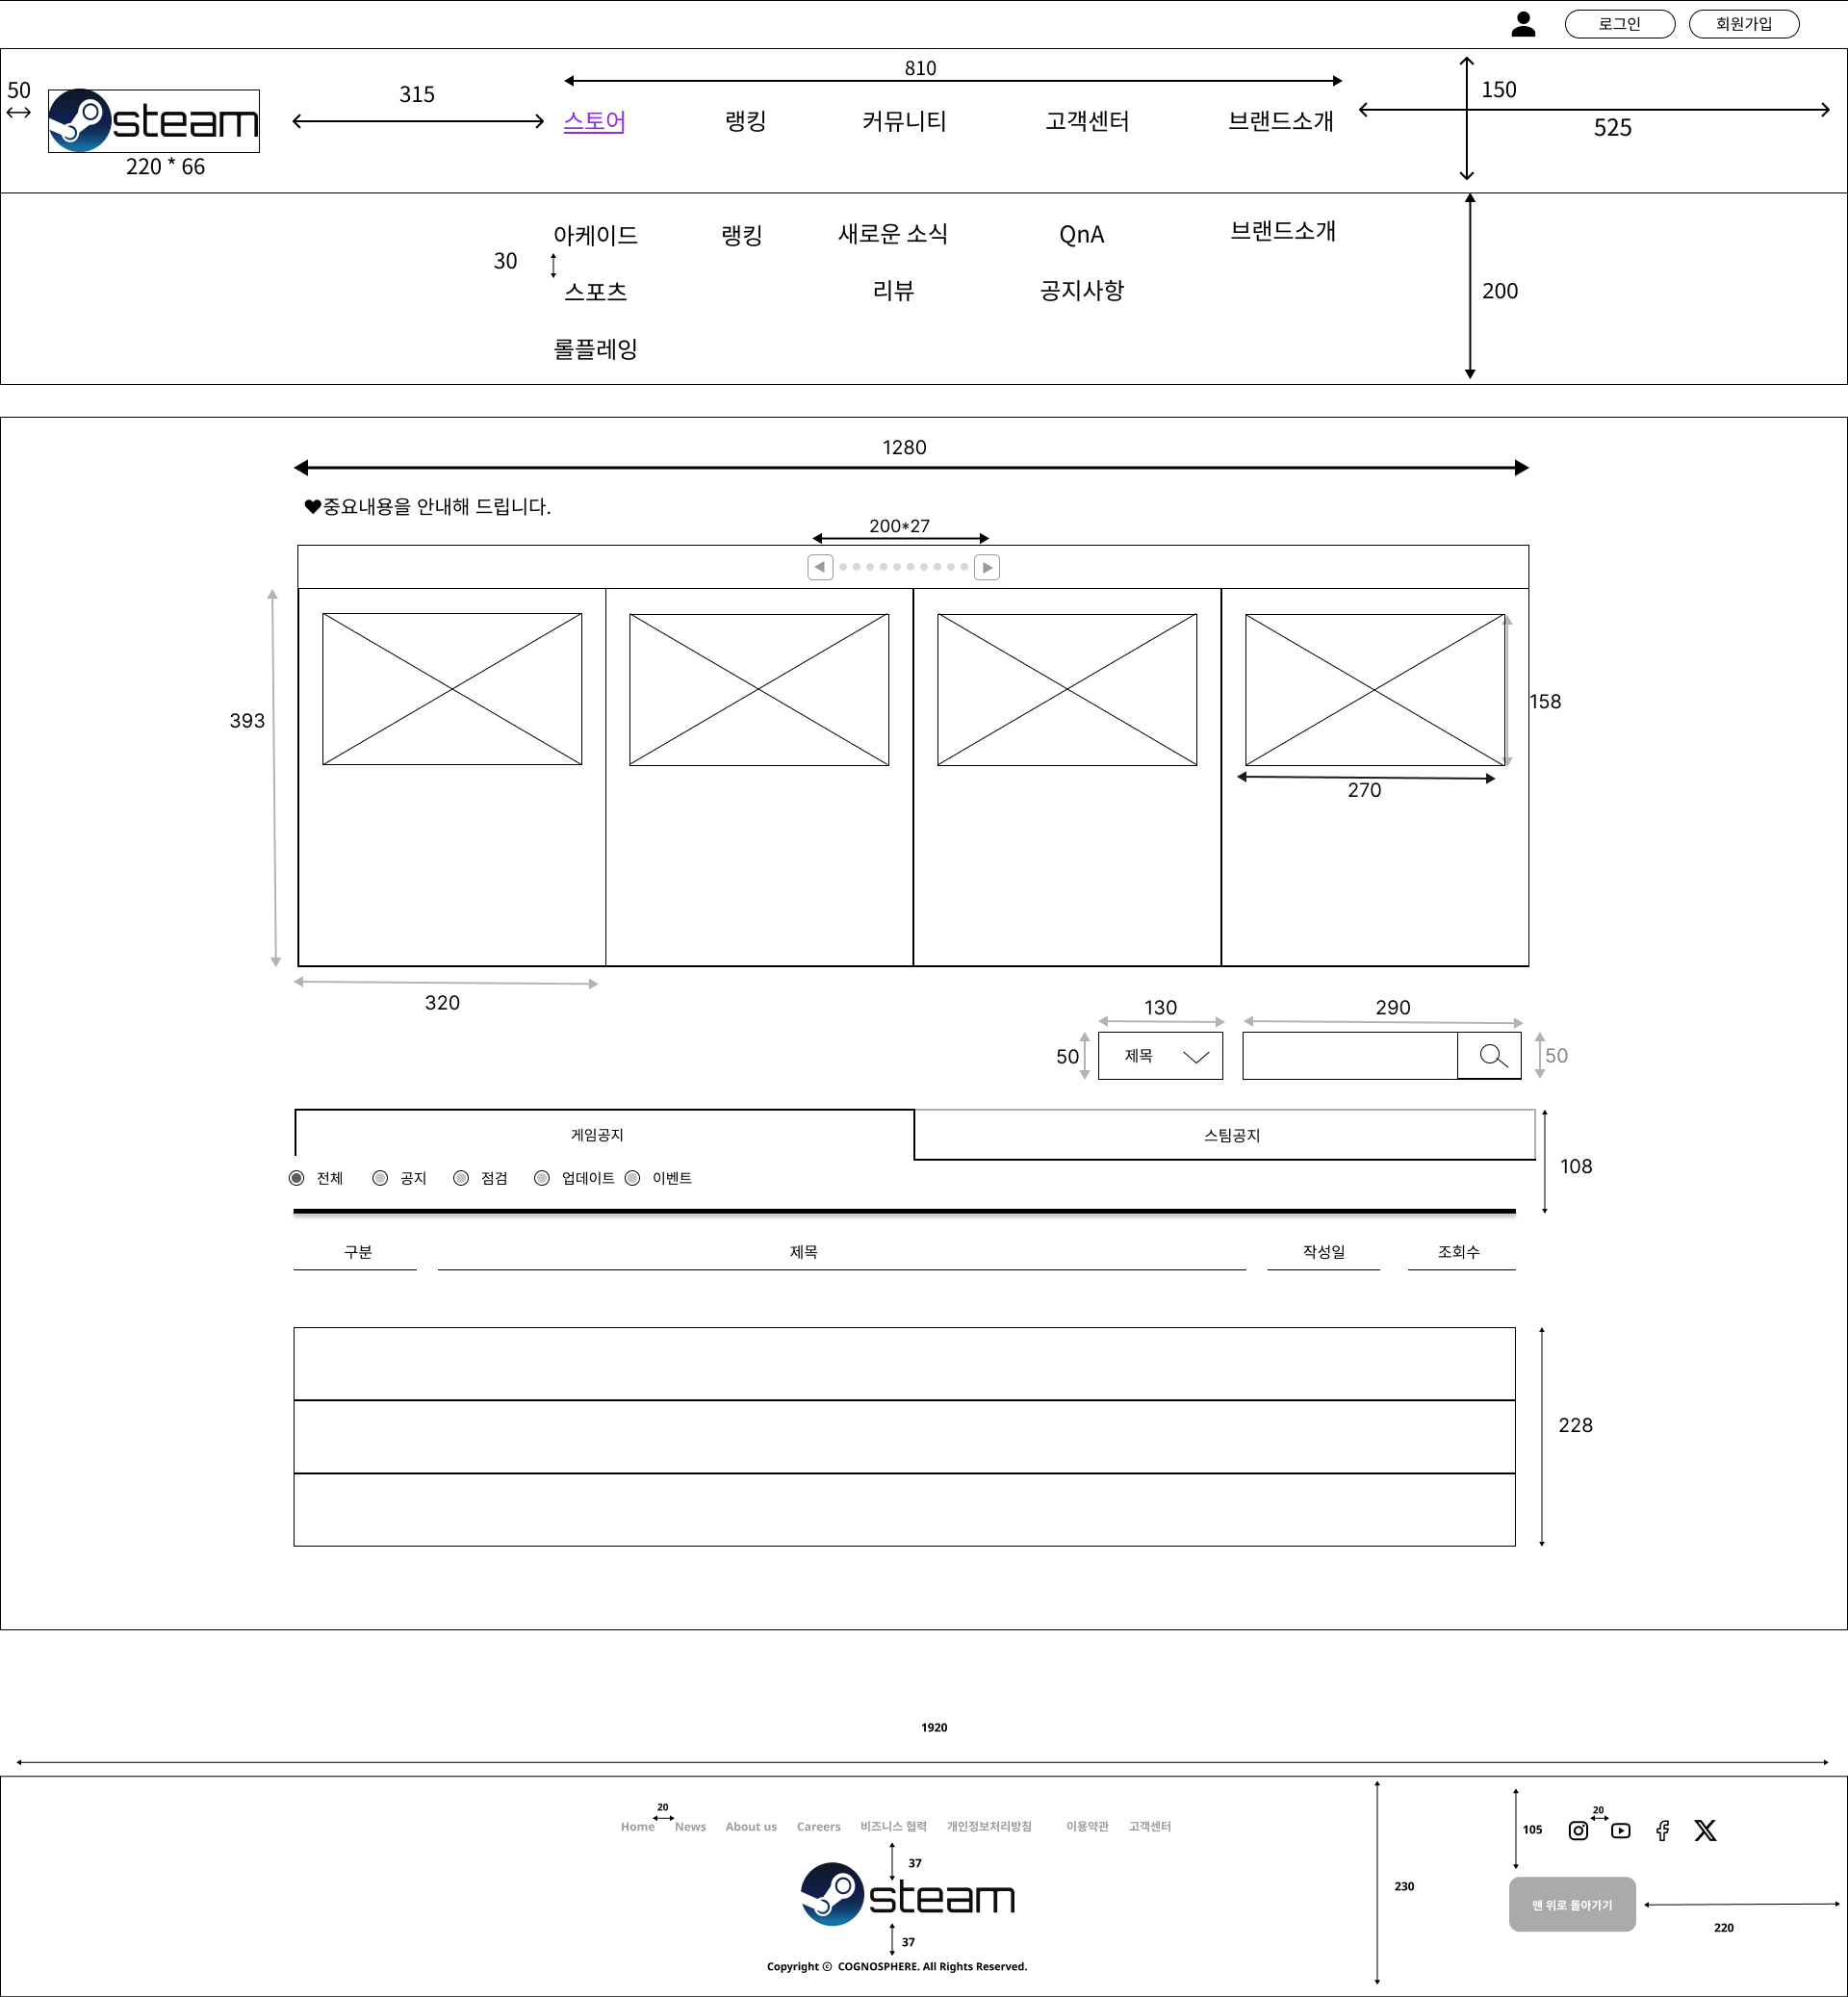 로그인 회원가입
810
50
315
150
steam
스토어 랭킹 커뮤니티 고객센터 브랜드소개
525
220 * 66
아케이드 랭킹 새로운 소식 QnA 브랜드소개
30
스포츠 리뷰 공지사항
200
롤플레잉
1280
♥중요내용을 안내해 드립니다.
200*27
393
158
270
320
130 290
50 제목 50
게임공지 스팀공지
108
전체 공지 점검 업데이트 이벤트
구분 제목 작성일 조회수
228
1920
20
Home News About us Careers 비즈니스 협력 개인정보처리방침 이용약관 고객센터
20
105
37
steam
230
맨 위로 돌아가기
220
37
Copyright ⓒ COGNOSPHERE. All Rights Reserved.